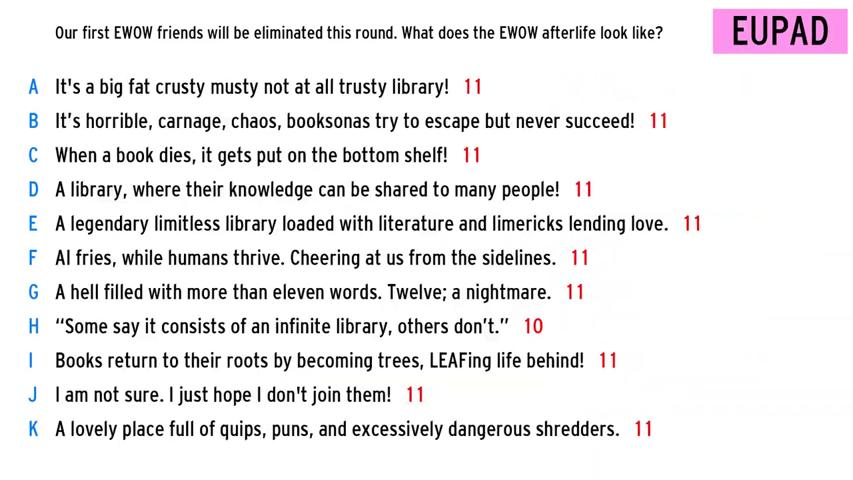 Our first EWOW friends will be eliminated this round. What does the EWOW afterlife look like?
EUPAD
A It's a big fat crusty musty not at all trusty library! 11
B It’s horrible, carnage, chaos, booksonas try to escape but never succeed! 11
C When a book dies, it gets put on the bottom shelf! 11
D A library, where their knowledge can be shared to many people! 11
E A legendary limitless library loaded with literature and limericks lending love. 11
F AI fries, while humans thrive. Cheering at us from the sidelines. 11
G A hell filled with more than eleven words. Twelve; a nightmare. 11
H “Some say it consists of an infinite library, others don’t.” 10
I Books return to their roots by becoming trees, LEAFing life behind! 11
J I am not sure. I just hope I don't join them! 11
K A lovely place full of quips, puns, and excessively dangerous shredders. 11